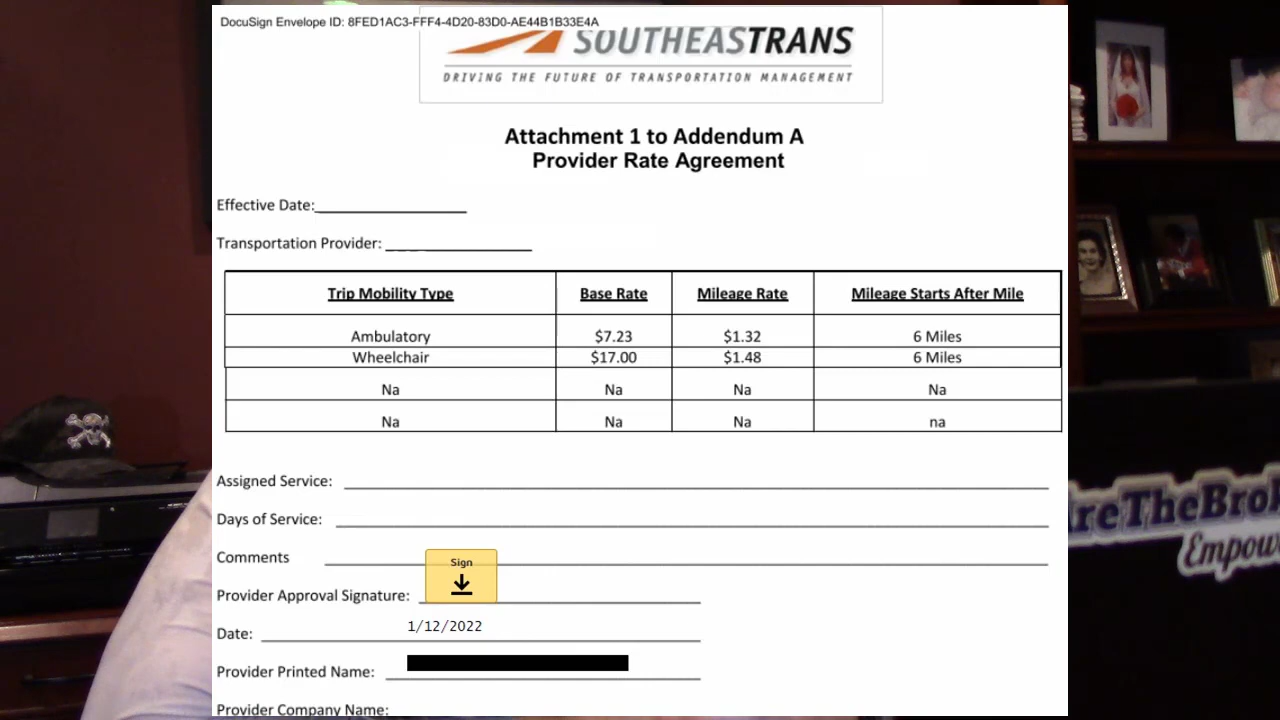 DocuSign Envelope ID: 8FED1AC3-FFF4-4D20-83D0-AE44B1B33E4A
SOUTHEASTRANS
DRIVING THE FUTURE OF TRANSPORTATION MANAGEMENT
Attachment 1 to Addendum A
Provider Rate Agreement
Effective Date:
Transportation Provider:
Trip Mobility Type Base Rate Mileage Rate Mileage Starts After Mile
Ambulatory $7.23 $1.32 6 Miles
Wheelchair $17.00 $1.48 6 Miles
Na Na Na Na
Na Na Na na
Assigned Service:
Days of Service:
Comments
Sign
Provider Approval Signature:
1/12/2022
Date:
Provider Printed Name:
Provider Company Name:
reTheBro
Empow